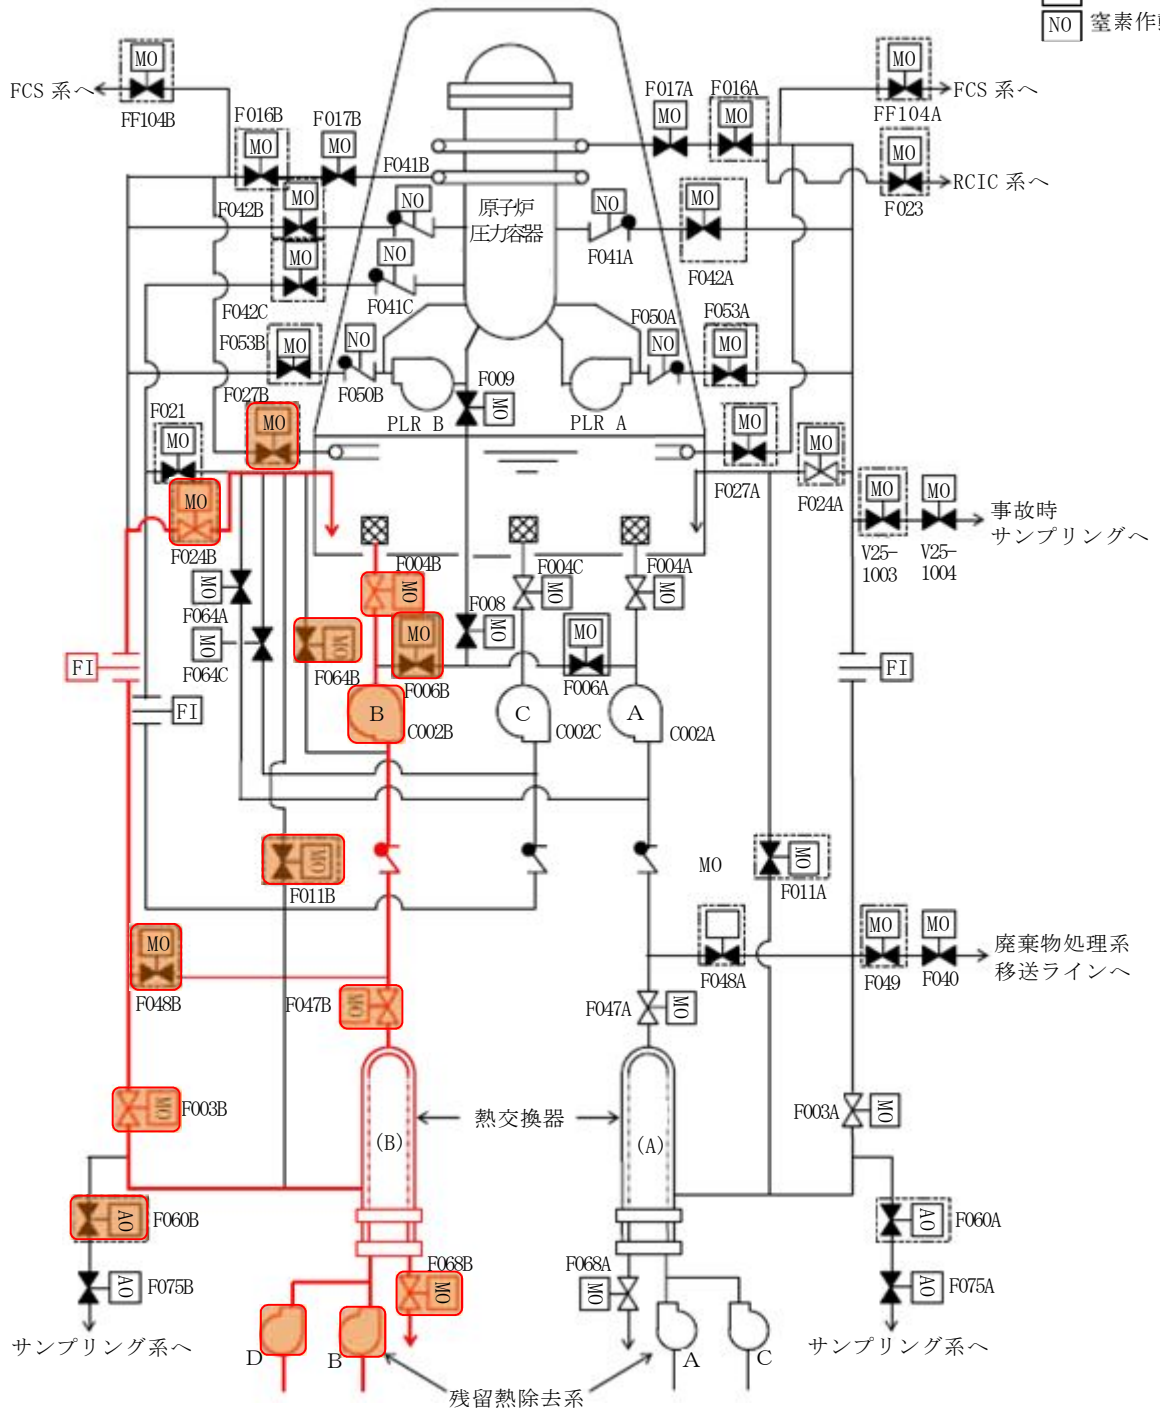 NO 窒素作動
MO
MO
FCS 系へ
FF104B
F016B
F017B
MO
MO
F041B
F017A
F016A
MO
MO
FF104A
FCS 系へ
MO
F023
RCIC 系へ
F042B
MO
NO
原子炉
圧力容器
NO
F041A
MO
F042A
MO
F042C
NO
F041C
F053B
MO
NO
F050B
F050A
NO
F053A
MO
F009
MO
PLR B
PLR A
F027B
MO
F021
MO
MO
F024B
MO
F027A
MO
F024A
MO
MO
V25-
1003
V25-
1004
事故時
サンプリングへ
F004B
MO
F004C
MO
F004A
MO
MO
F064A
MO
F064C
MO
F064B
MO
F006B
F008
MO
MO
F006A
FI
FI
FI
B
C002B
C
C002C
A
C002A
MO
F011B
MO
MO
F011A
MO
F048B
F047B
MO
F047A
MO
F048A
MO
F049
MO
F040
廃棄物処理系
移送ラインへ
MO
F003B
(B)
熱交換器
(A)
F003A
MO
AO
F060B
AO
F075B
サンプリング系へ
F068B
MO
F068A
MO
AO
F060A
AO
F075A
サンプリング系へ
D
B
A
C
残留熱除去系